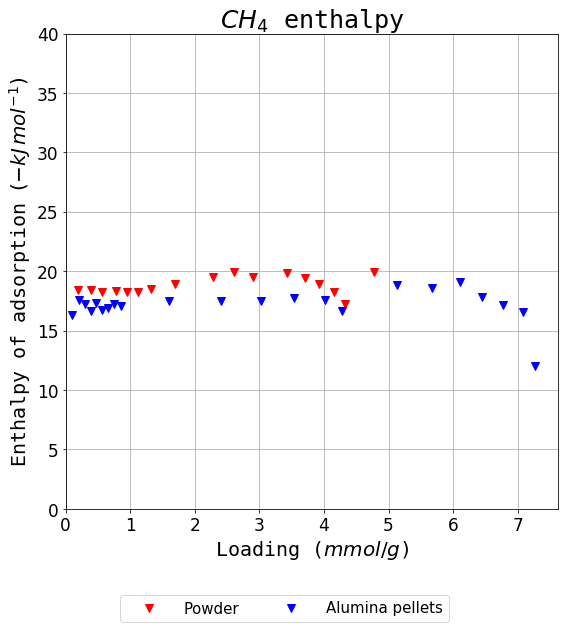 CH₄ enthalpy
40
35
30
25
20
15
10
5
0
Enthalpy of adsorption (−kJ mol⁻¹)
0 1 2 3 4 5 6 7
Loading (mmol/g)
Powder Alumina pellets